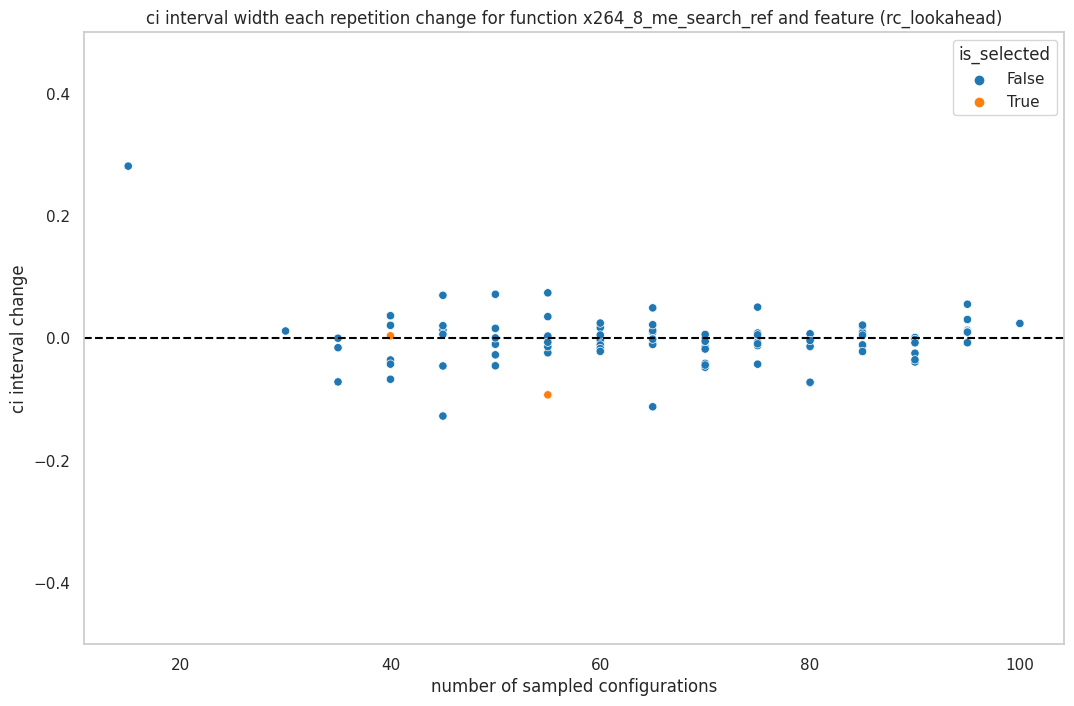 ci interval width each repetition change for function x264_8_me_search_ref and feature (rc_lookahead)
is_selected
False
True
ci interval change
0.4
0.2
0.0
−0.2
−0.4
20 40 60 80 100
number of sampled configurations